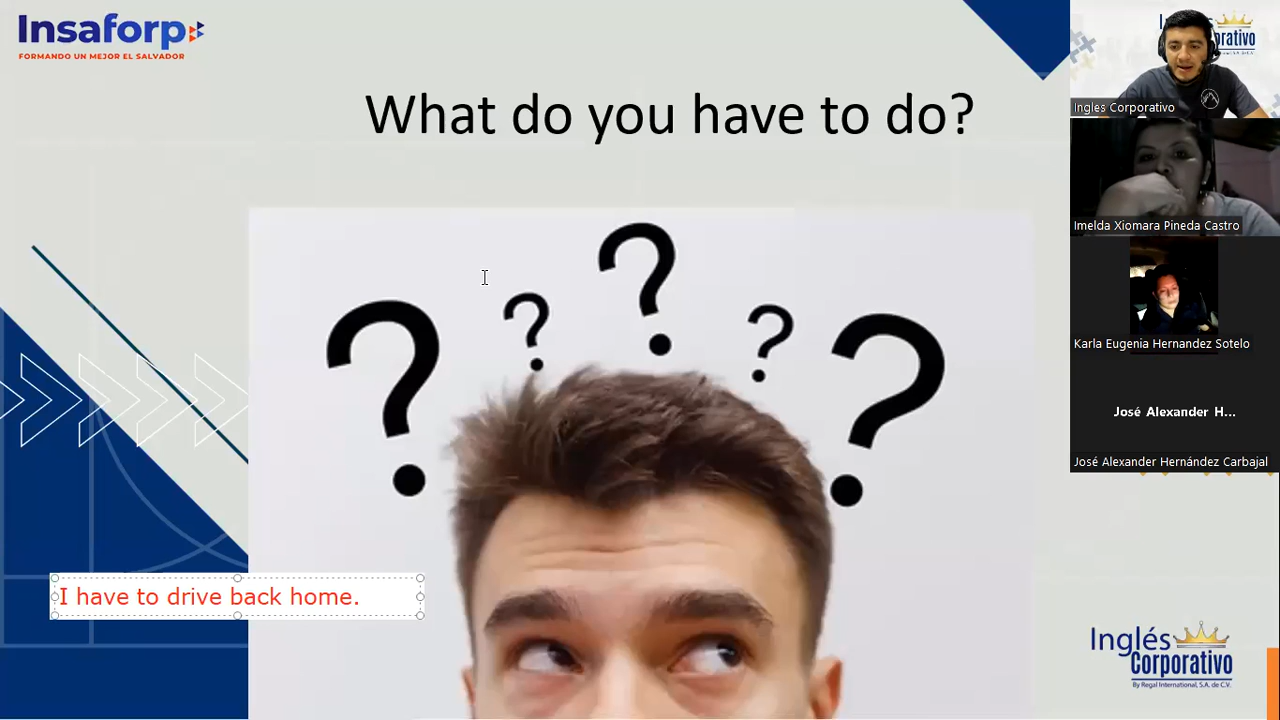 Insaforp
FORMANDO UN MEJOR EL SALVADOR
What do you have to do?
? ? ? ? ?
I have to drive back home.
Inglés
Corporativo
By Regal International, S.A. de C.V.
Ingles Corporativo
Imelda Xiomara Pineda Castro
Karla Eugenia Hernandez Sotelo
José Alexander H...
José Alexander Hernández Carbajal